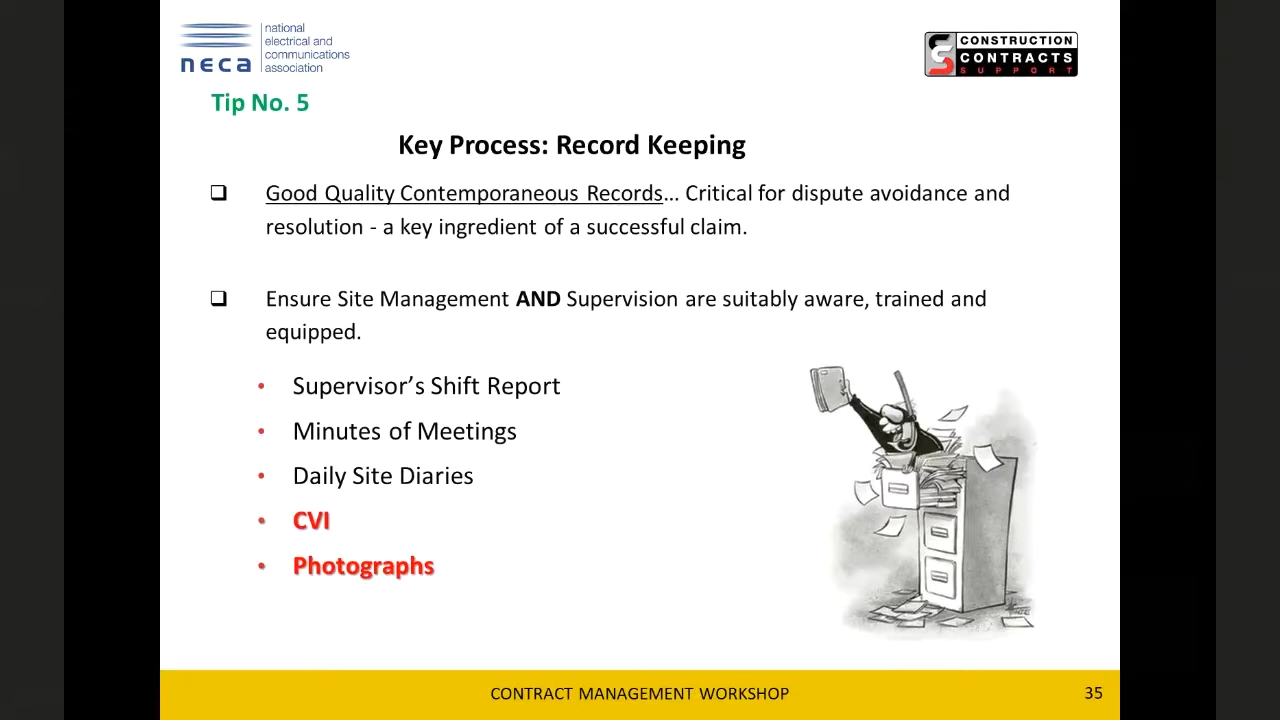 neca
national
electrical and
communications
association
CONSTRUCTION
CONTRACTS
SUPPORT
Tip No. 5
Key Process: Record Keeping
❑ Good Quality Contemporaneous Records... Critical for dispute avoidance and
resolution - a key ingredient of a successful claim.
❑ Ensure Site Management AND Supervision are suitably aware, trained and
equipped.
• Supervisor’s Shift Report
• Minutes of Meetings
• Daily Site Diaries
• CVI
• Photographs
CONTRACT MANAGEMENT WORKSHOP
35